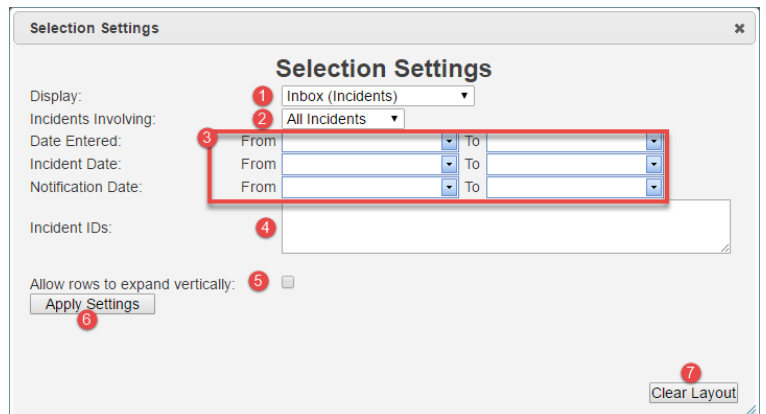 Selection Settings
Selection Settings
Display: 1 Inbox (Incidents)
Incidents Involving: 2 All Incidents
3
Date Entered: From To
Incident Date: From To
Notification Date: From To
Incident IDs: 4
Allow rows to expand vertically: 5
Apply Settings
6
7
Clear Layout